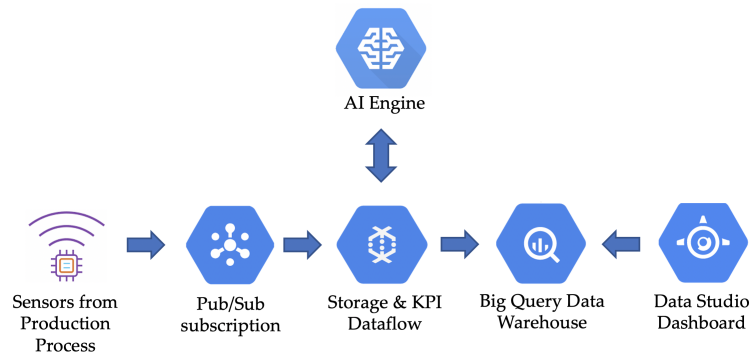 AI Engine
Sensors from
Production
Process
Pub/Sub
subscription
Storage & KPI
Dataflow
Big Query Data
Warehouse
Data Studio
Dashboard